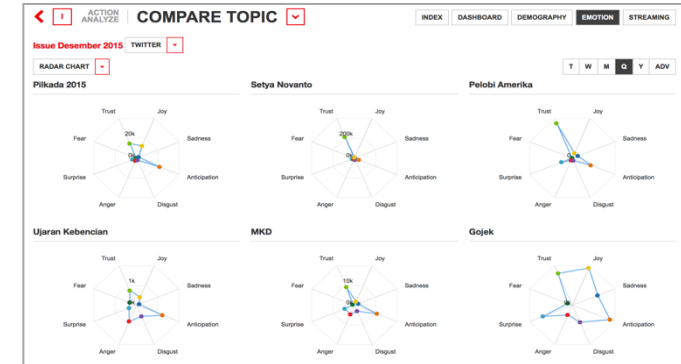 I ACTION ANALYZE COMPARE TOPIC
INDEX DASHBOARD DEMOGRAPHY EMOTION STREAMING
Issue Desember 2015 TWITTER
RADAR CHART
T W M Q Y ADV
Pilkada 2015
Trust Joy
Fear 20k Sadness
0k
Surprise Anticipation
Anger Disgust
Setya Novanto
Trust Joy
Fear 200k Sadness
Surprise Anticipation
Anger Disgust
Pelobi Amerika
Trust Joy
Fear Sadness
Surprise Anticipation
Anger Disgust
Ujaran Kebencian
Trust Joy
Fear 1k Sadness
Surprise Anticipation
Anger Disgust
MKD
Trust Joy
Fear 10k Sadness
Surprise Anticipation
Anger Disgust
Gojek
Trust Joy
Fear Sadness
Surprise Anticipation
Anger Disgust